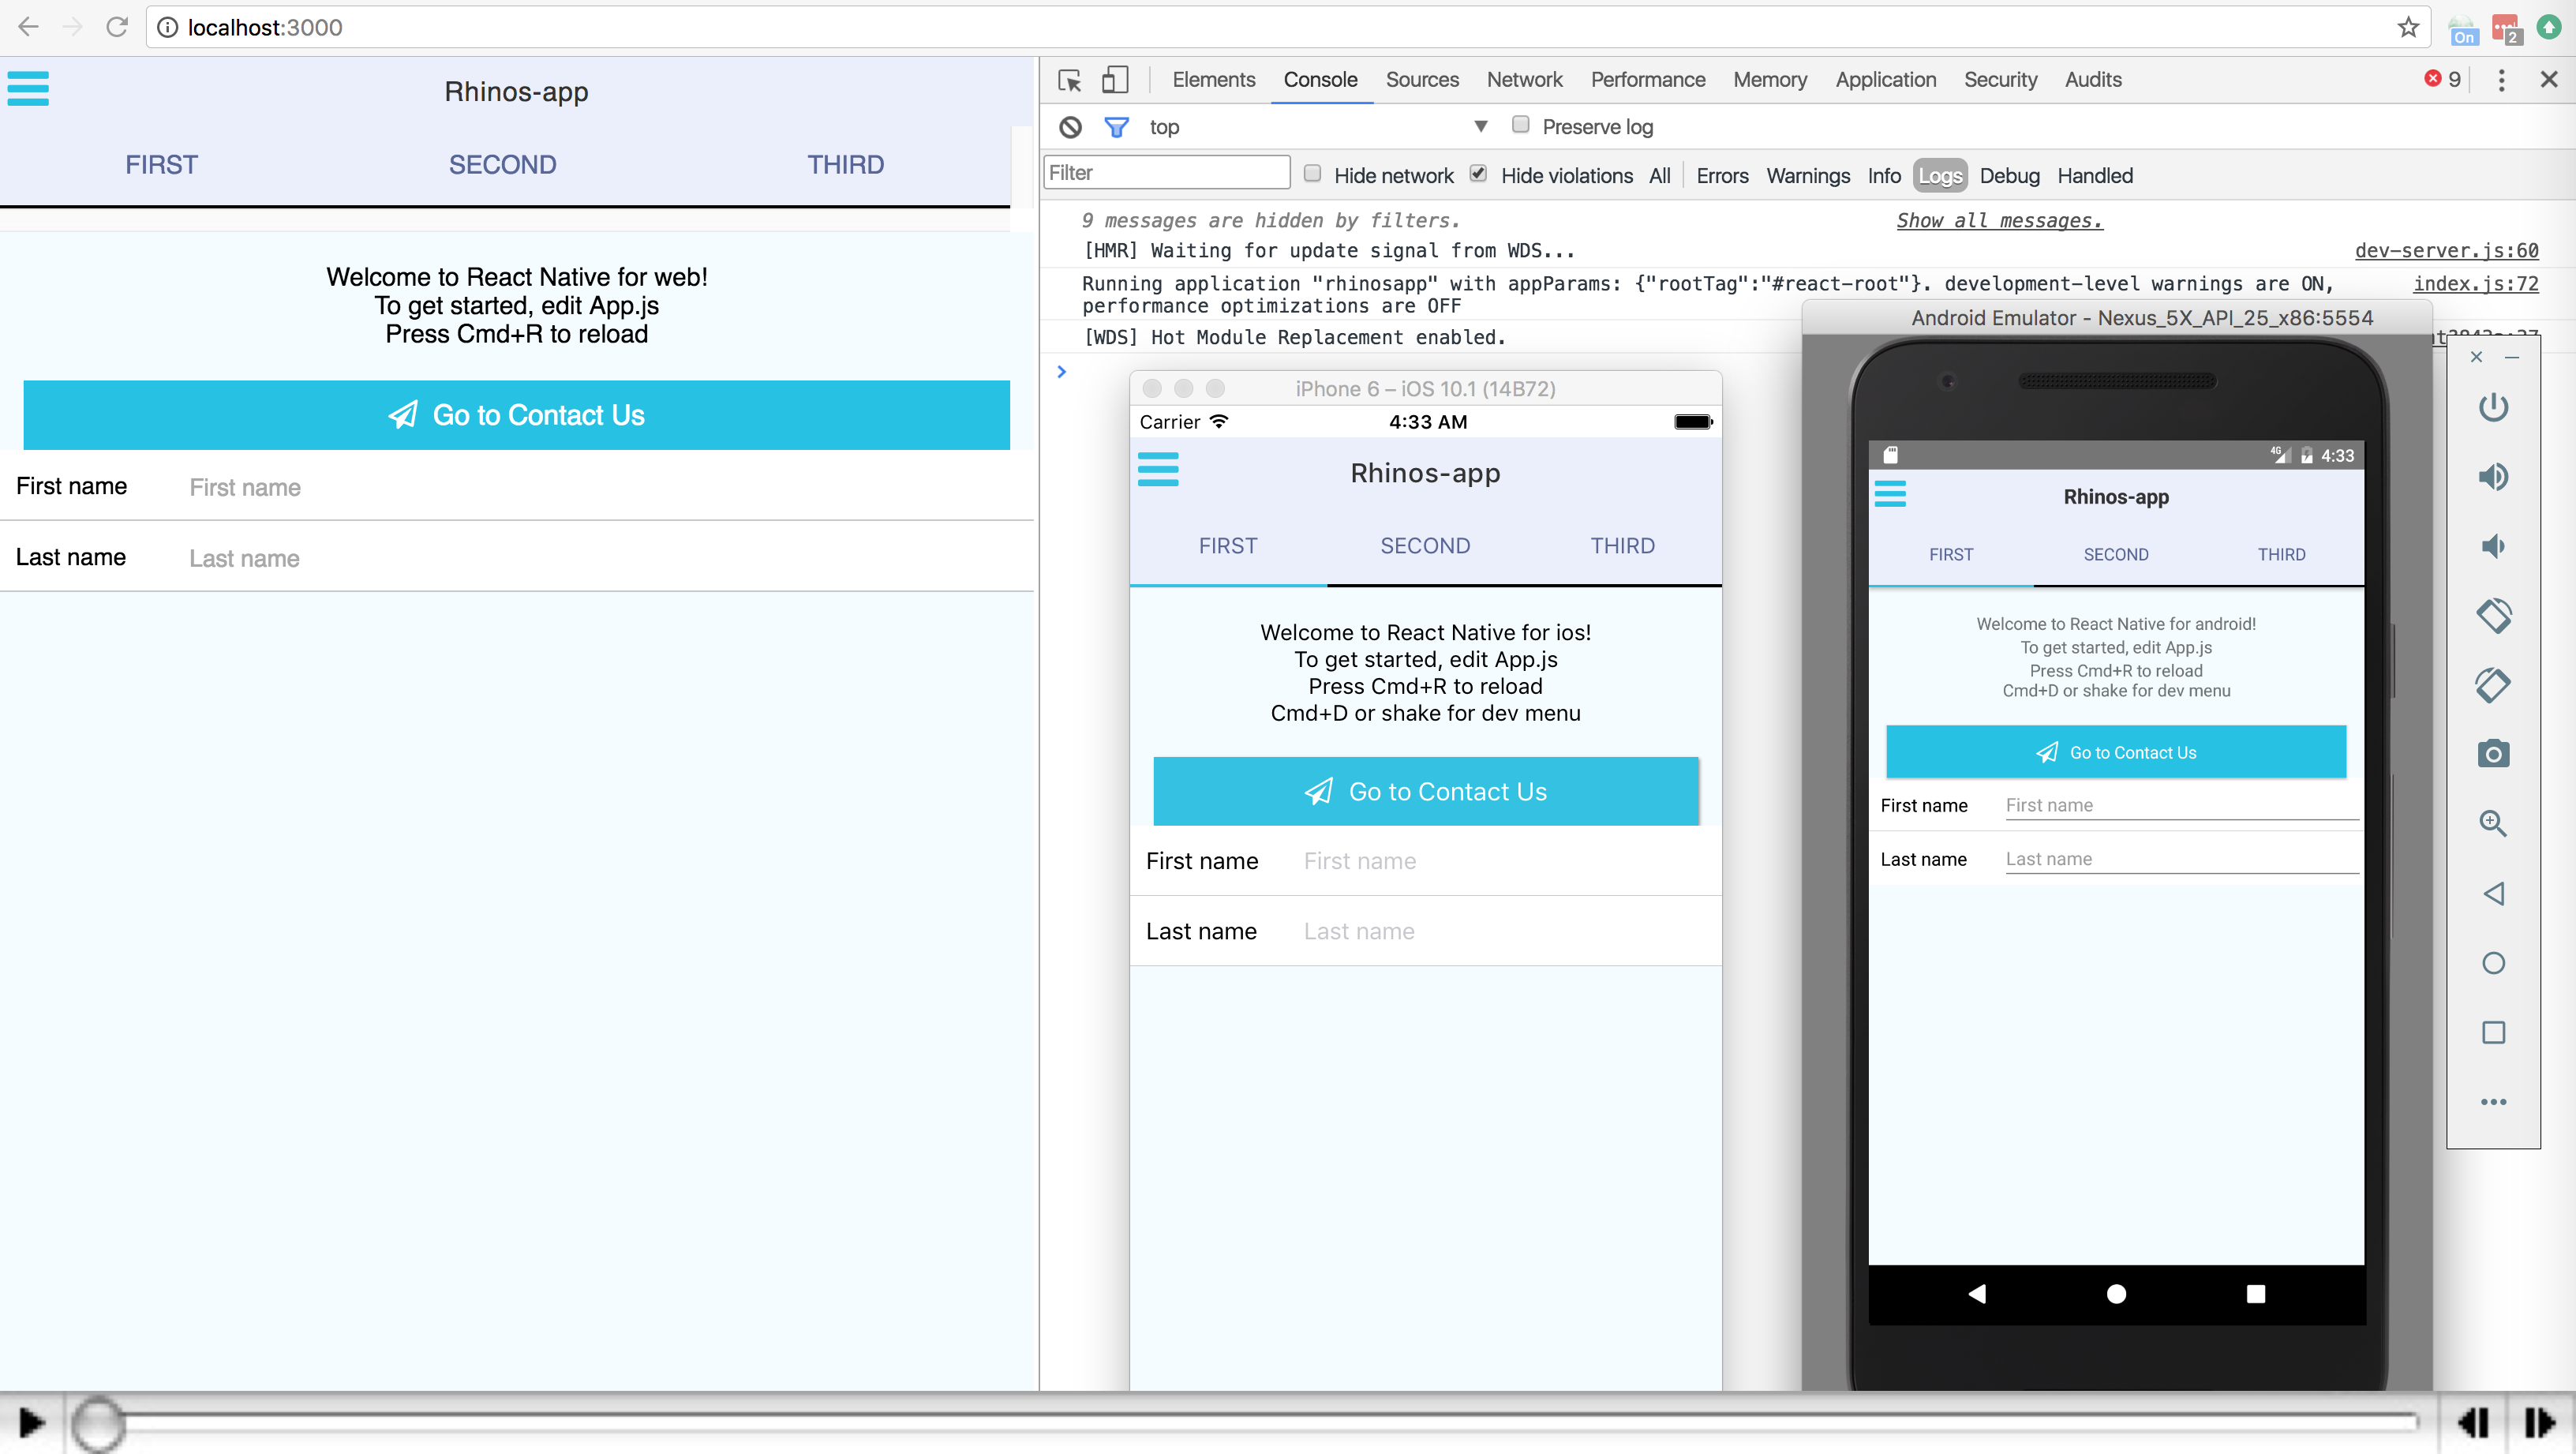 localhost:3000
On
2
Rhinos-app
FIRST SECOND THIRD
Welcome to React Native for web!
To get started, edit App.js
Press Cmd+R to reload
Go to Contact Us
First name First name
Last name Last name
Elements Console Sources Network Performance Memory Application Security Audits 9
top Preserve log
Filter Hide network Hide violations All Errors Warnings Info Logs Debug Handled
9 messages are hidden by filters. Show all messages.
[HMR] Waiting for update signal from WDS... dev-server.js:60
Running application "rhinosapp" with appParams: {"rootTag":"#react-root"}. development-level warnings are ON, index.js:72
performance optimizations are OFF
[WDS] Hot Module Replacement enabled.
iPhone 6 – iOS 10.1 (14B72)
Carrier 4:33 AM
Rhinos-app
FIRST SECOND THIRD
Welcome to React Native for ios!
To get started, edit App.js
Press Cmd+R to reload
Cmd+D or shake for dev menu
Go to Contact Us
First name First name
Last name Last name
Android Emulator - Nexus_5X_API_25_x86:5554
4G 4:33
Rhinos-app
FIRST SECOND THIRD
Welcome to React Native for android!
To get started, edit App.js
Press Cmd+R to reload
Cmd+D or shake for dev menu
Go to Contact Us
First name First name
Last name Last name